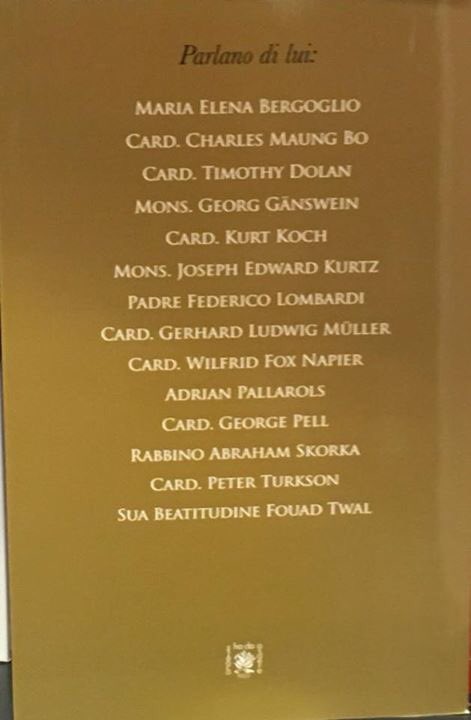 Parlano di lui:
MARIA ELENA BERGOGLIO
CARD. CHARLES MAUNG BO
CARD. TIMOTHY DOLAN
MONS. GEORG GÄNSWEIN
CARD. KURT KOCH
MONS. JOSEPH EDWARD KURTZ
PADRE FEDERICO LOMBARDI
CARD. GERHARD LUDWIG MÜLLER
CARD. WILFRID FOX NAPIER
ADRIAN PALLAROLS
CARD. GEORGE PELL
RABBINO ABRAHAM SKORKA
CARD. PETER TURKSON
SUA BEATITUDINE FOUAD TWAL